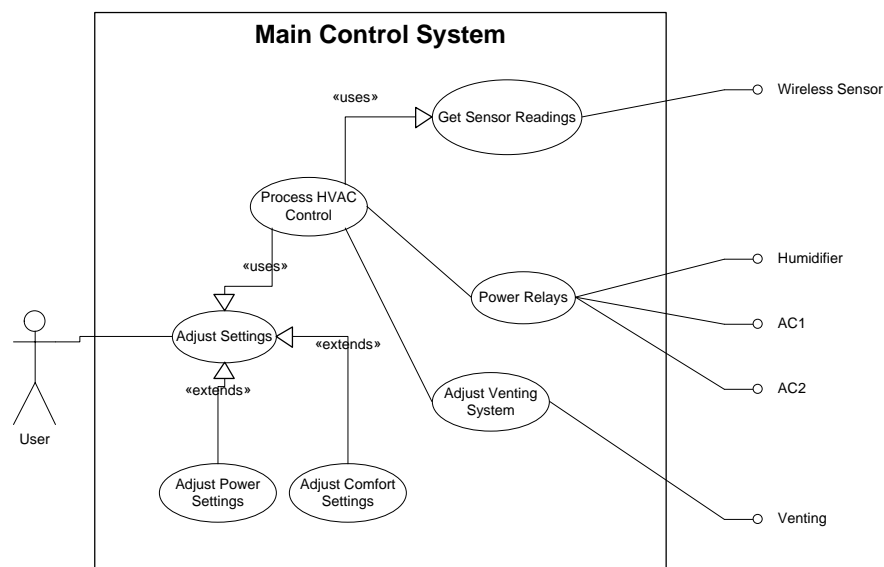 Main Control System
«uses»
Get Sensor Readings
Wireless Sensor
Process HVAC
Control
«uses»
Humidifier
Power Relays
AC1
Adjust Settings
«extends»
AC2
«extends»
Adjust Venting
System
User
Adjust Power
Settings
Adjust Comfort
Settings
Venting